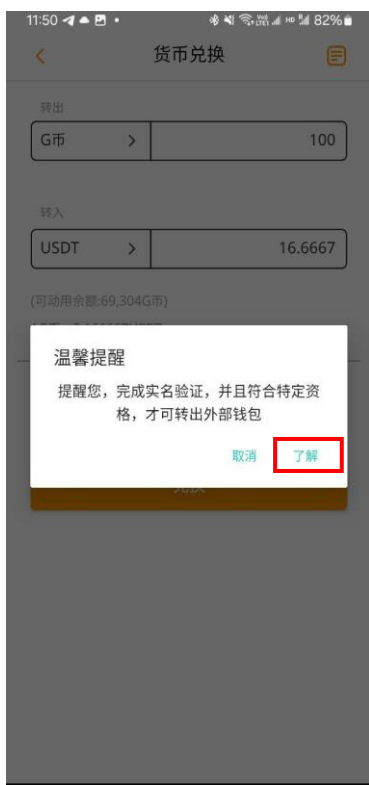 11:50 82%
货币兑换
转出
G币 > 100
转入
USDT > 16.6667
(可动用余额:69,304G币)
温馨提醒
提醒您，完成实名验证，并且符合特定资
格，才可转出外部钱包
取消 了解